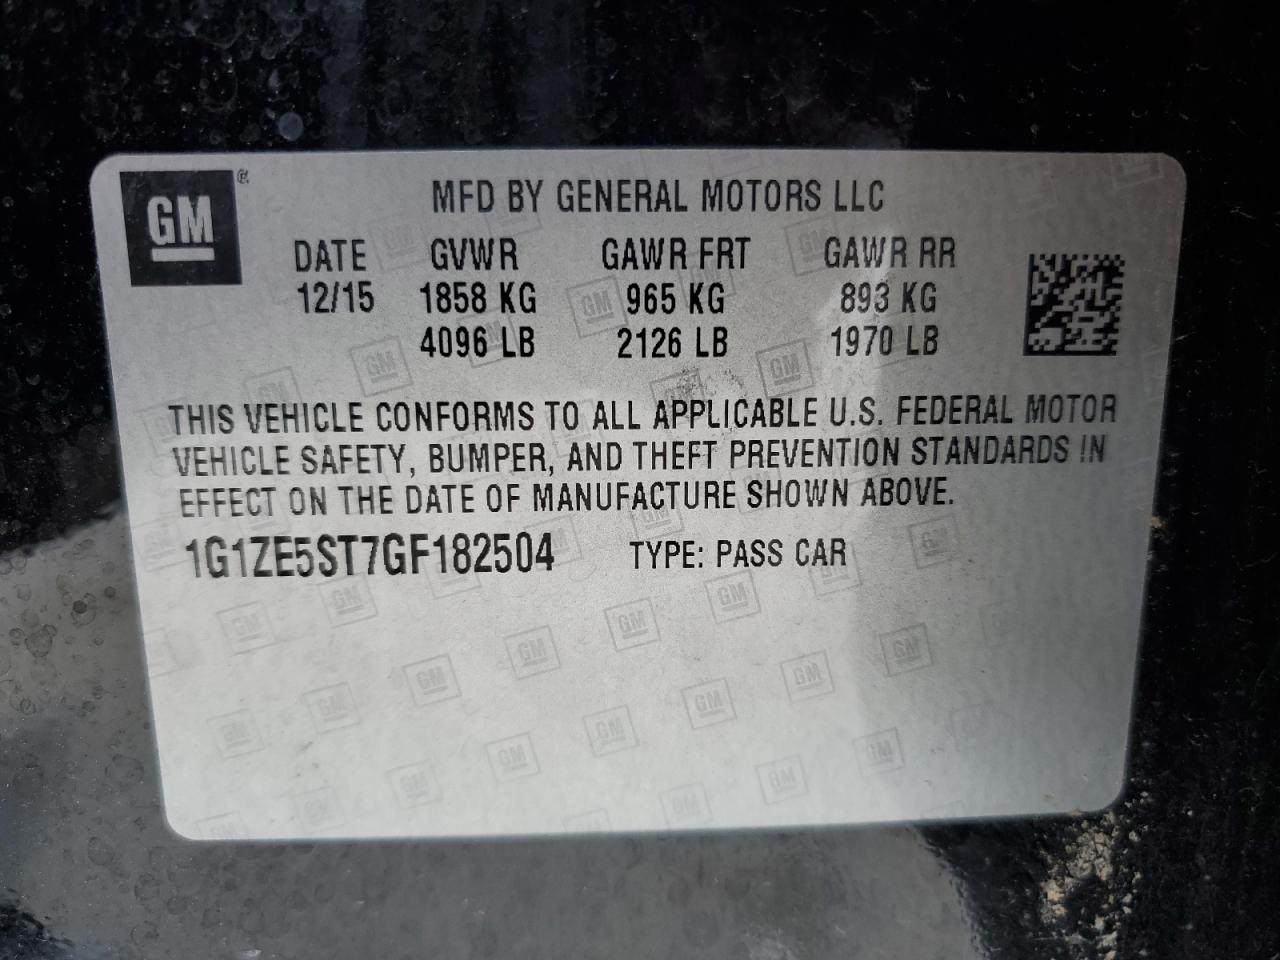 GM ®
MFD BY GENERAL MOTORS LLC
DATE GVWR GAWR FRT GAWR RR
12/15 1858 KG 965 KG 893 KG
4096 LB 2126 LB 1970 LB
THIS VEHICLE CONFORMS TO ALL APPLICABLE U.S. FEDERAL MOTOR
VEHICLE SAFETY, BUMPER, AND THEFT PREVENTION STANDARDS IN
EFFECT ON THE DATE OF MANUFACTURE SHOWN ABOVE.
1G1ZE5ST7GF182504 TYPE: PASS CAR